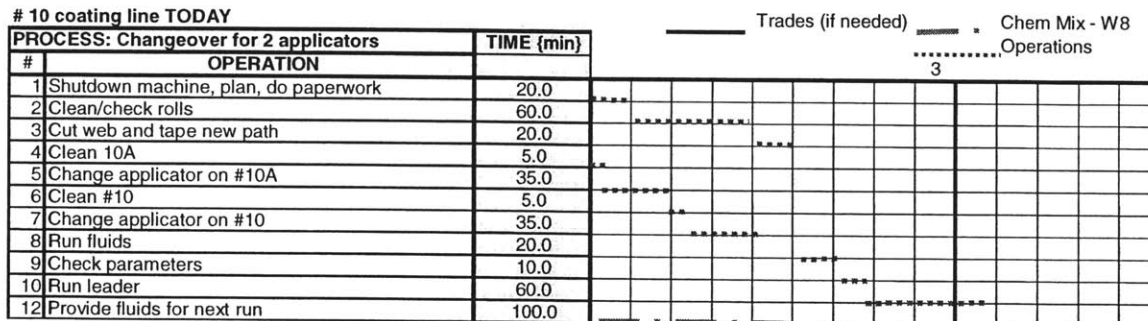 # 10 coating line TODAY
Trades (if needed) Chem Mix - W8
Operations
PROCESS: Changeover for 2 applicators TIME {min}
3
# OPERATION
1 Shutdown machine, plan, do paperwork 20.0
2 Clean/check rolls 60.0
3 Cut web and tape new path 20.0
4 Clean 10A 5.0
5 Change applicator on #10A 35.0
6 Clean #10 5.0
7 Change applicator on #10 35.0
8 Run fluids 20.0
9 Check parameters 10.0
10 Run leader 60.0
12 Provide fluids for next run 100.0